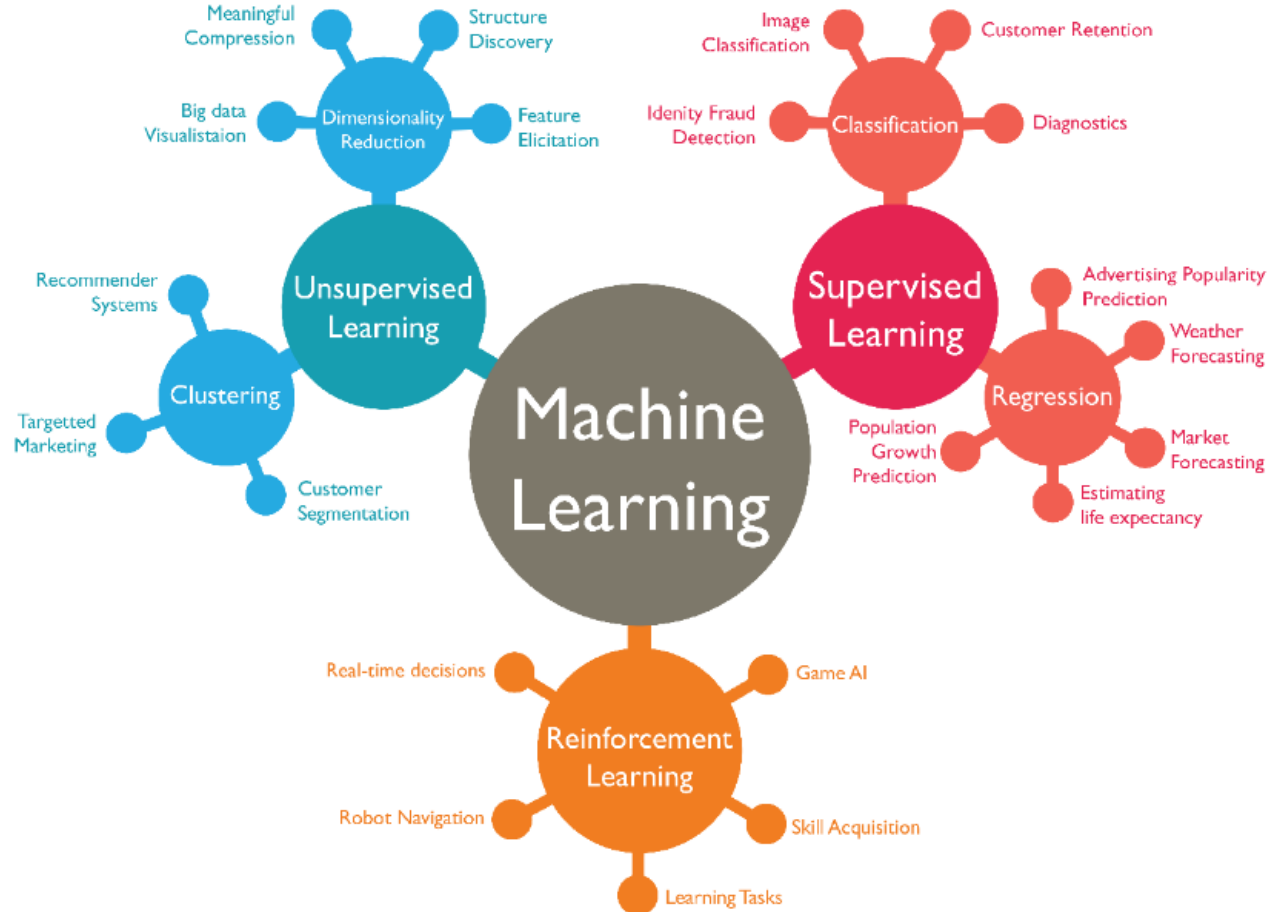 Meaningful
Compression
Structure
Discovery
Big data
Visualistaion
Dimensionality
Reduction
Feature
Elicitation
Image
Classification
Customer Retention
Idenity Fraud
Detection
Classification
Diagnostics
Recommender
Systems
Unsupervised
Learning
Clustering
Targetted
Marketing
Customer
Segmentation
Machine
Learning
Supervised
Learning
Advertising Popularity
Prediction
Weather
Forecasting
Regression
Population
Growth
Prediction
Market
Forecasting
Estimating
life expectancy
Real-time decisions
Game AI
Reinforcement
Learning
Robot Navigation
Skill Acquisition
Learning Tasks